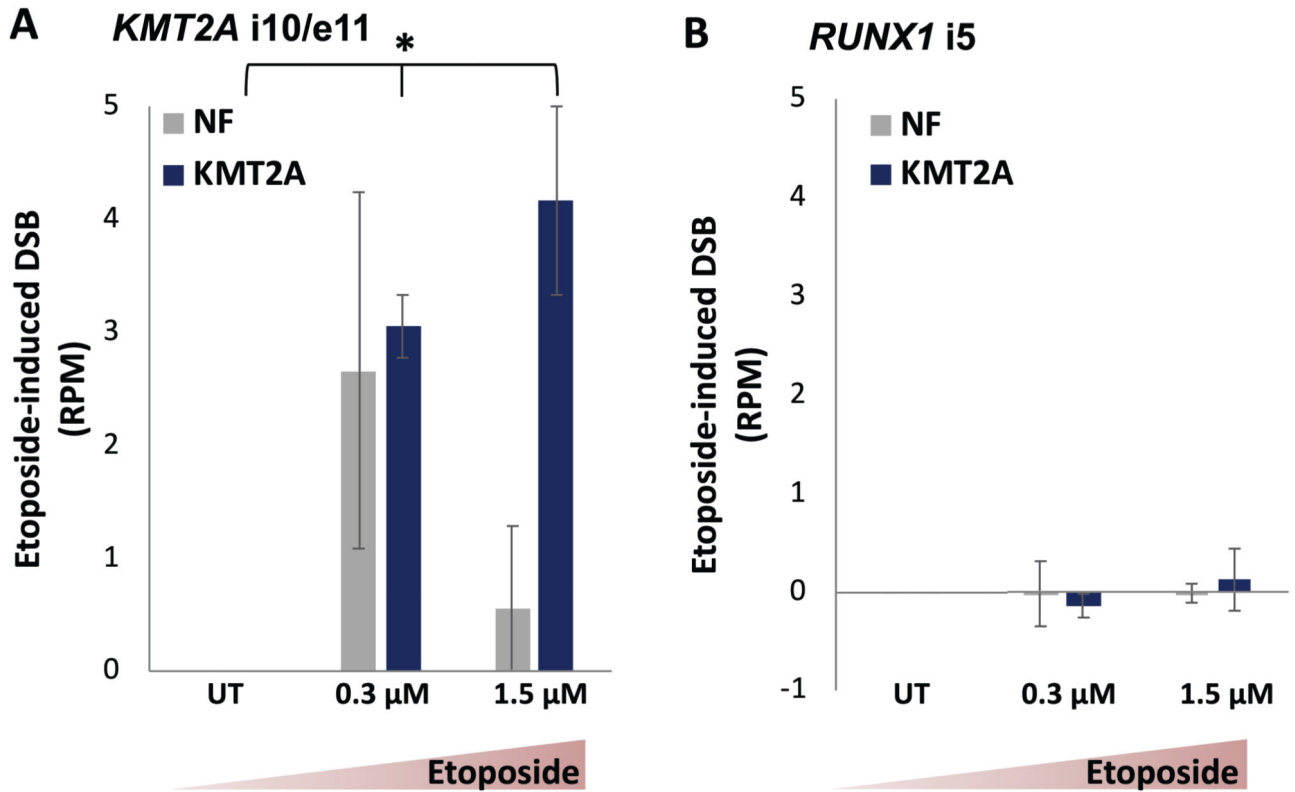 A
KMT2A i10/e11
*
NF
KMT2A
5
4
3
2
1
0
Etoposide-induced DSB
(RPM)
UT
0.3 µM
1.5 µM
Etoposide
B
RUNX1 i5
NF
KMT2A
5
4
3
2
1
0
-1
Etoposide-induced DSB
(RPM)
UT
0.3 µM
1.5 µM
Etoposide